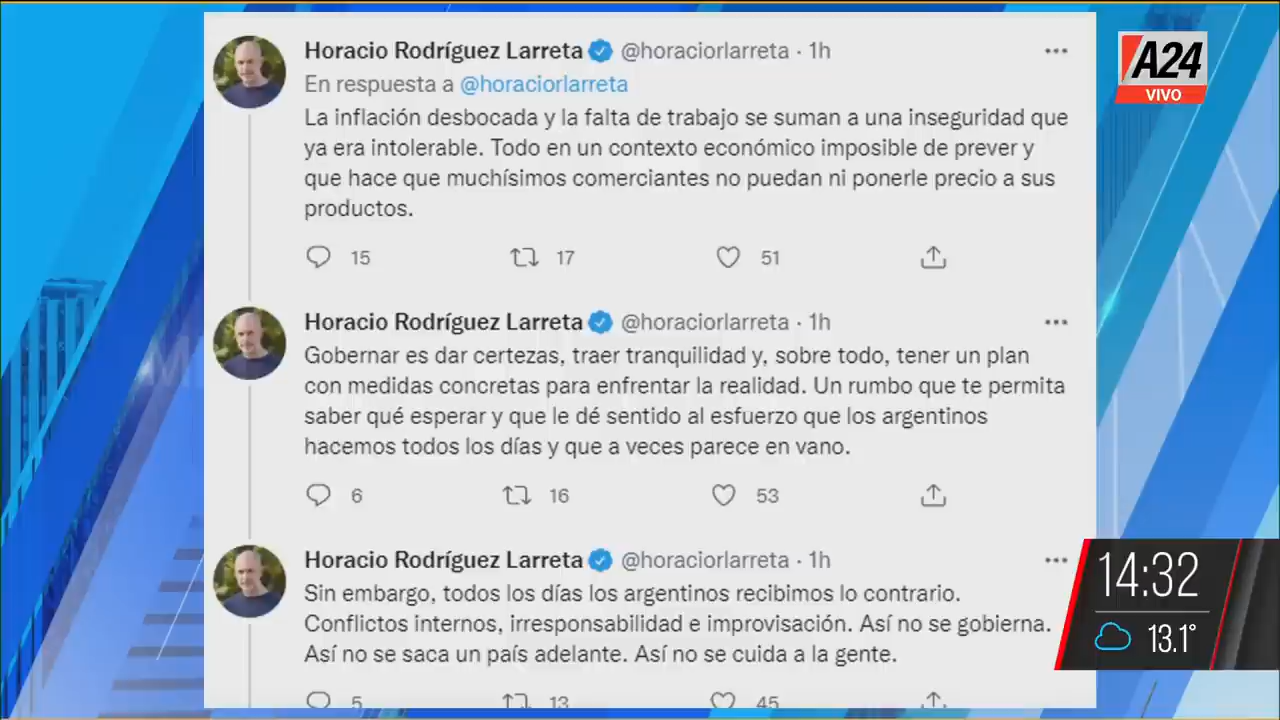 Horacio Rodríguez Larreta @horaciorlarreta · 1h
En respuesta a @horaciorlarreta
La inflación desbocada y la falta de trabajo se suman a una inseguridad que
ya era intolerable. Todo en un contexto económico imposible de prever y
que hace que muchísimos comerciantes no puedan ni ponerle precio a sus
productos.
15 17 51
Horacio Rodríguez Larreta @horaciorlarreta · 1h
Gobernar es dar certezas, traer tranquilidad y, sobre todo, tener un plan
con medidas concretas para enfrentar la realidad. Un rumbo que te permita
saber qué esperar y que le dé sentido al esfuerzo que los argentinos
hacemos todos los días y que a veces parece en vano.
6 16 53
Horacio Rodríguez Larreta @horaciorlarreta · 1h
Sin embargo, todos los días los argentinos recibimos lo contrario.
Conflictos internos, irresponsabilidad e improvisación. Así no se gobierna.
Así no se saca un país adelante. Así no se cuida a la gente.
5 13 45
A24
VIVO
14:32
13.1°